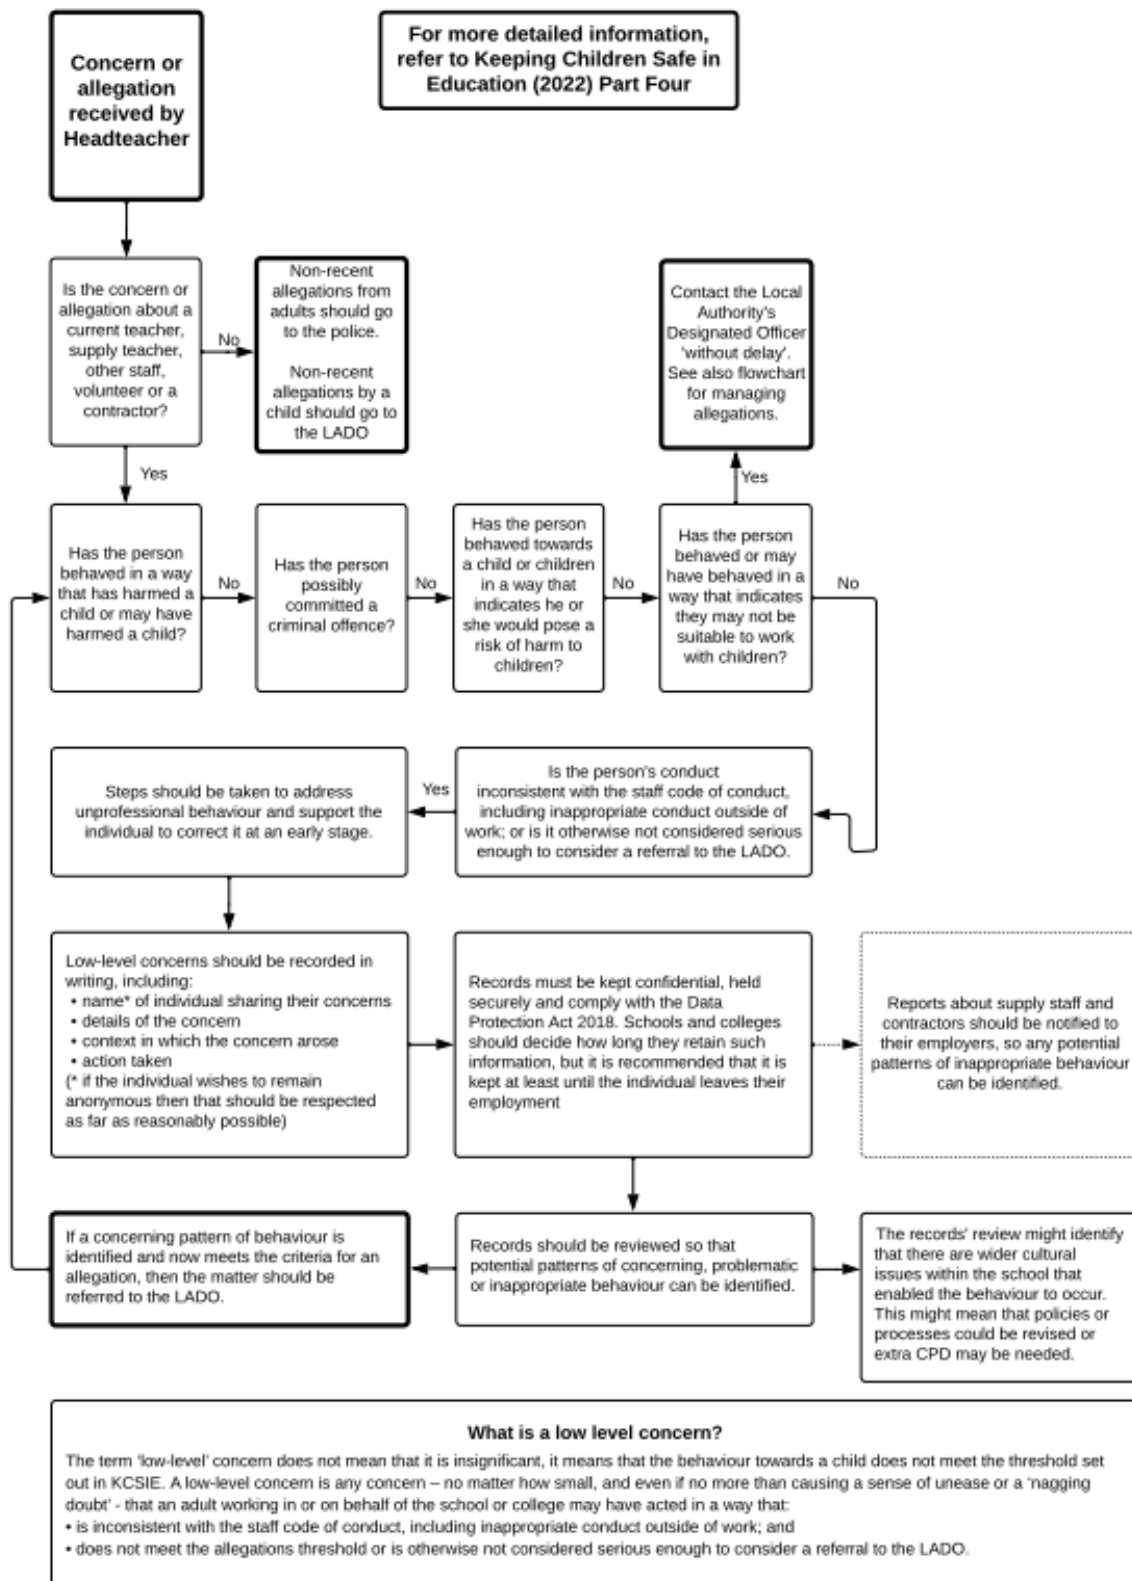 Concern or
allegation
received by
Headteacher
For more detailed information,
refer to Keeping Children Safe in
Education (2022) Part Four
Is the concern or
allegation about a
current teacher,
supply teacher,
other staff,
volunteer or a
contractor?
No
Non-recent
allegations from
adults should go
to the police.
Non-recent
allegations by a
child should go to
the LADO
Contact the Local
Authority's
Designated Officer
'without delay'.
See also flowchart
for managing
allegations.
Yes
Yes
Has the person
behaved in a way
that has harmed a
child or may have
harmed a child?
No
Has the person
possibly
committed a
criminal offence?
No
Has the person
behaved towards
a child or children
in a way that
indicates he or
she would pose a
risk of harm to
children?
No
Has the person
behaved or may
have behaved in a
way that indicates
they may not be
suitable to work
with children?
No
Steps should be taken to address
unprofessional behaviour and support the
individual to correct it at an early stage.
Yes
Is the person's conduct
inconsistent with the staff code of conduct,
including inappropriate conduct outside of
work; or is it otherwise not considered serious
enough to consider a referral to the LADO.
Low-level concerns should be recorded in
writing, including:
• name* of individual sharing their concerns
• details of the concern
• context in which the concern arose
• action taken
(* if the individual wishes to remain
anonymous then that should be respected
as far as reasonably possible)
Records must be kept confidential, held
securely and comply with the Data
Protection Act 2018. Schools and colleges
should decide how long they retain such
information, but it is recommended that it is
kept at least until the individual leaves their
employment
Reports about supply staff and
contractors should be notified to
their employers, so any potential
patterns of inappropriate behaviour
can be identified.
If a concerning pattern of behaviour is
identified and now meets the criteria for an
allegation, then the matter should be
referred to the LADO.
Records should be reviewed so that
potential patterns of concerning, problematic
or inappropriate behaviour can be identified.
The records' review might identify
that there are wider cultural
issues within the school that
enabled the behaviour to occur.
This might mean that policies or
processes could be revised or
extra CPD may be needed.
What is a low level concern?
The term 'low-level' concern does not mean that it is insignificant, it means that the behaviour towards a child does not meet the threshold set
out in KCSIE. A low-level concern is any concern – no matter how small, and even if no more than causing a sense of unease or a 'nagging
doubt' - that an adult working in or on behalf of the school or college may have acted in a way that:
• is inconsistent with the staff code of conduct, including inappropriate conduct outside of work; and
• does not meet the allegations threshold or is otherwise not considered serious enough to consider a referral to the LADO.